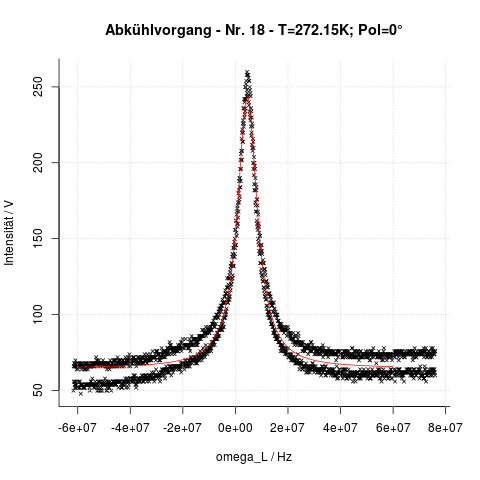 Abkühlvorgang - Nr. 18 - T=272.15K; Pol=0°
Intensität / V
250
200
150
100
50
-6e+07 -4e+07 -2e+07 0e+00 2e+07 4e+07 6e+07 8e+07
omega_L / Hz